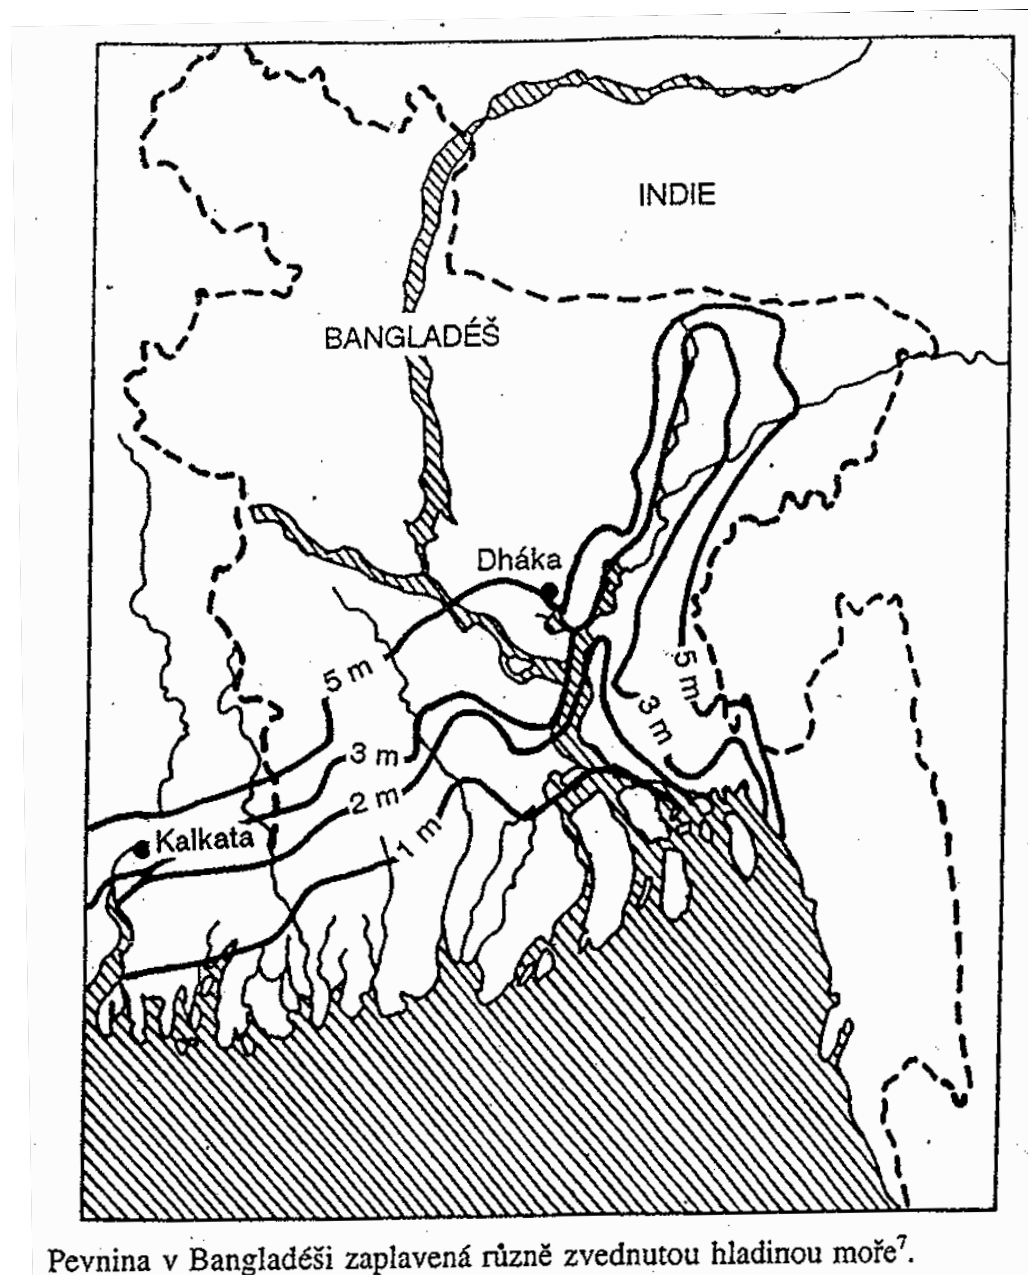 INDIE
BANGLADÉŠ
Dháka
5 m
5 m
3 m
3 m
2 m
1 m
Kalkata
Pevnina v Bangladéši zaplavená různě zvednutou hladinou moře7.